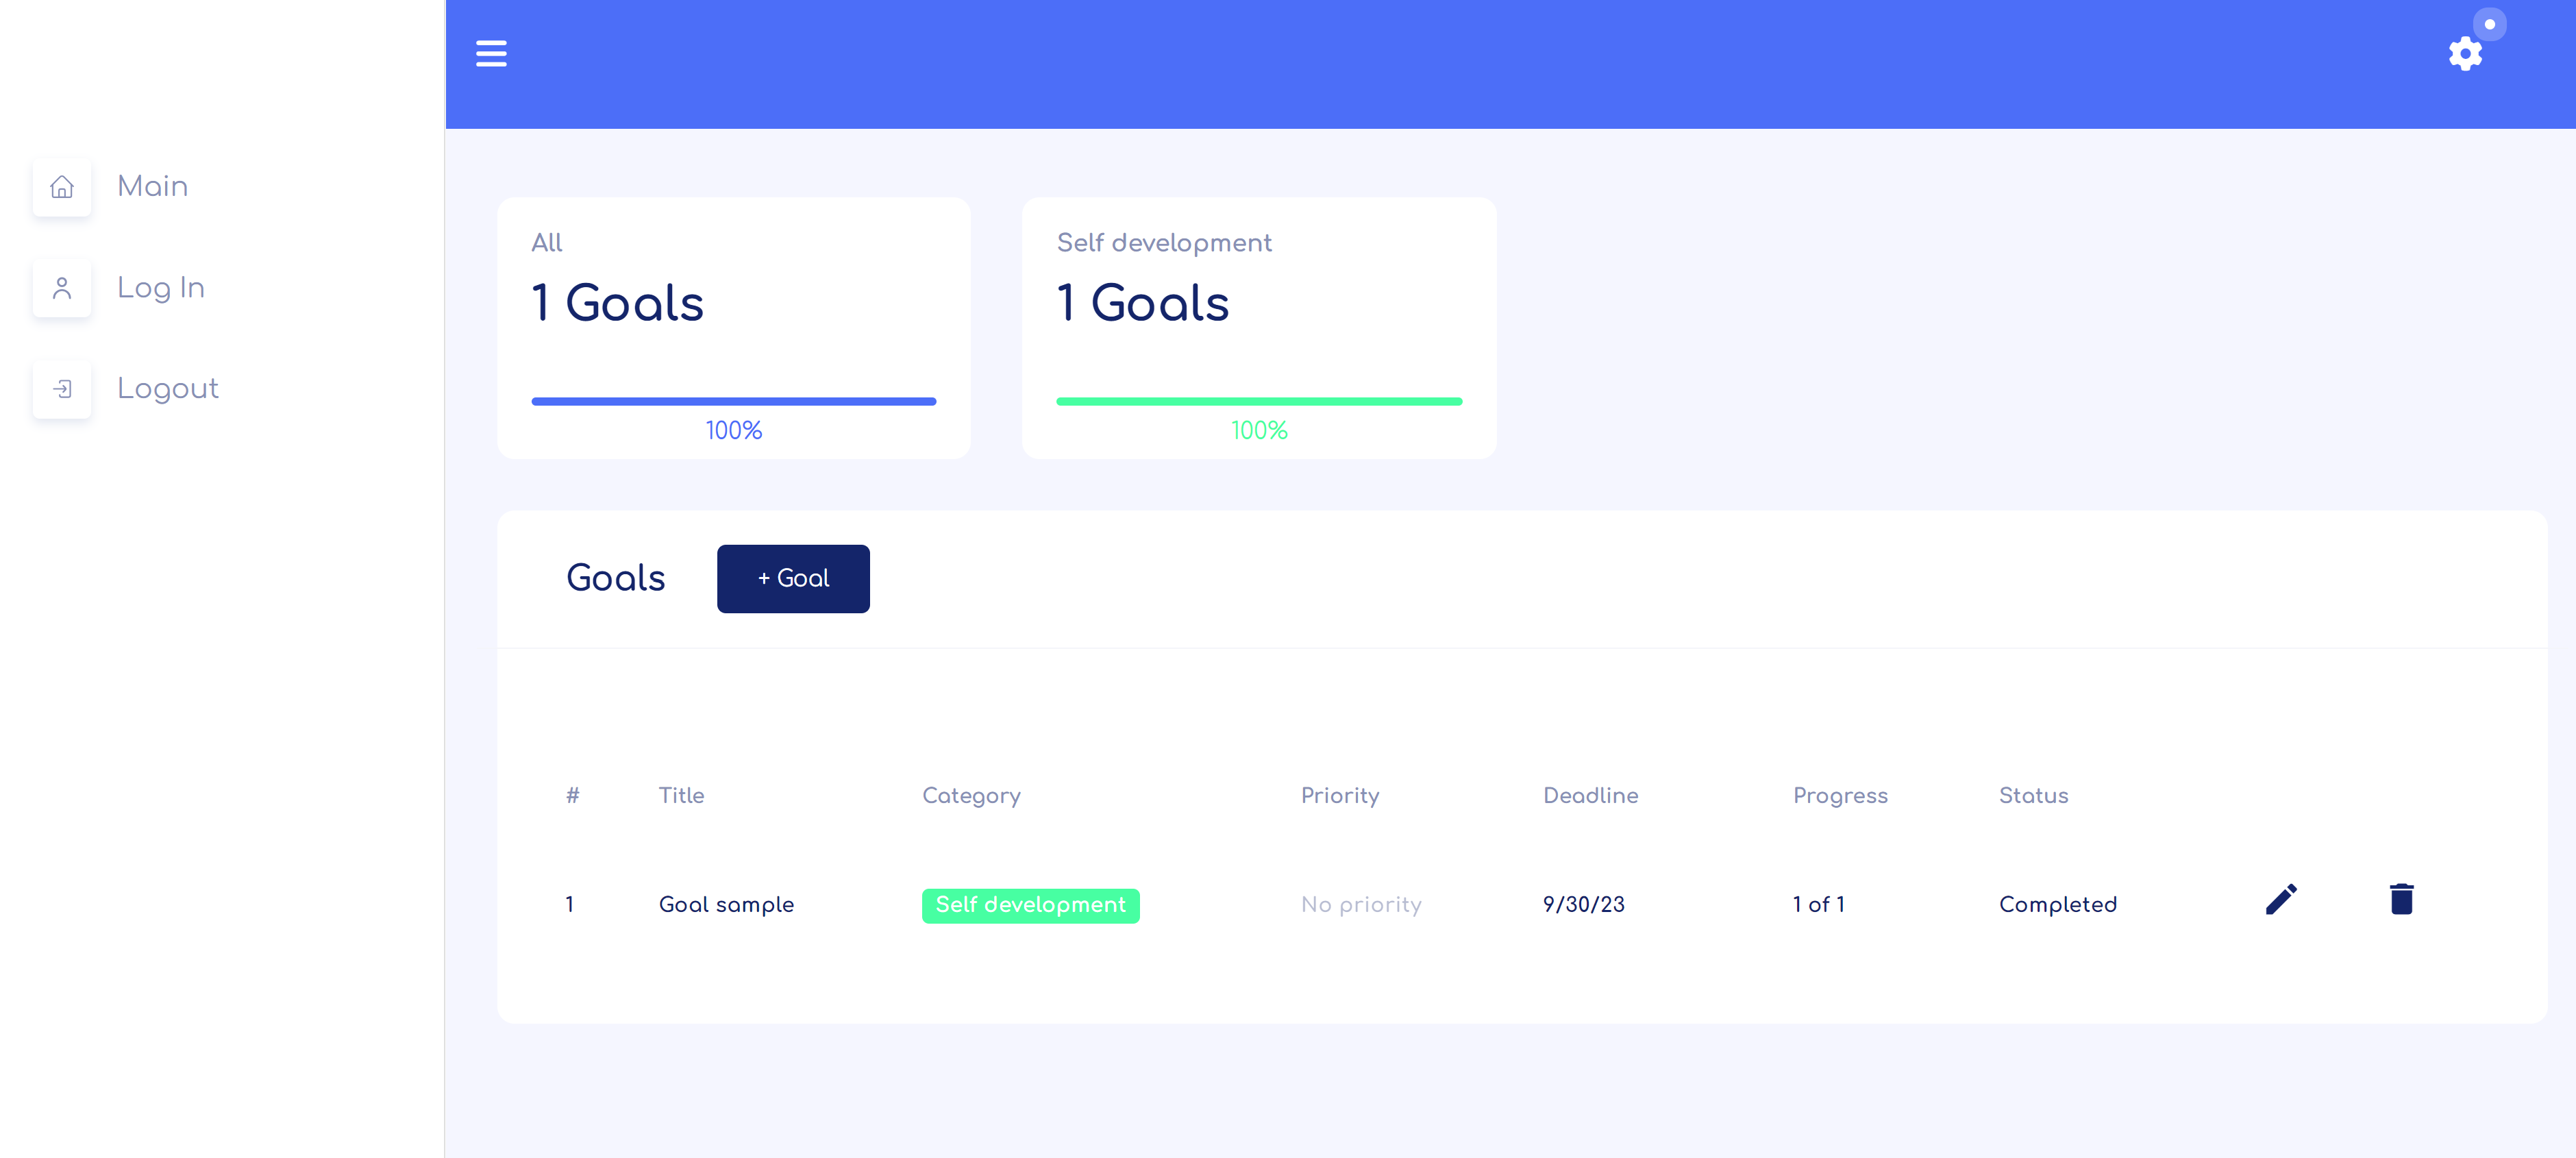 Main
Log In
Logout
All
1 Goals
100%
Self development
1 Goals
100%
Goals
+ Goal
# Title Category Priority Deadline Progress Status
1 Goal sample Self development No priority 9/30/23 1 of 1 Completed